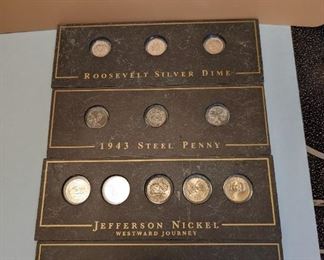 ROOSEVELT SILVER DIME
1943 STEEL PENNY
JEFFERSON NICKEL
WESTWARD JOURNEY